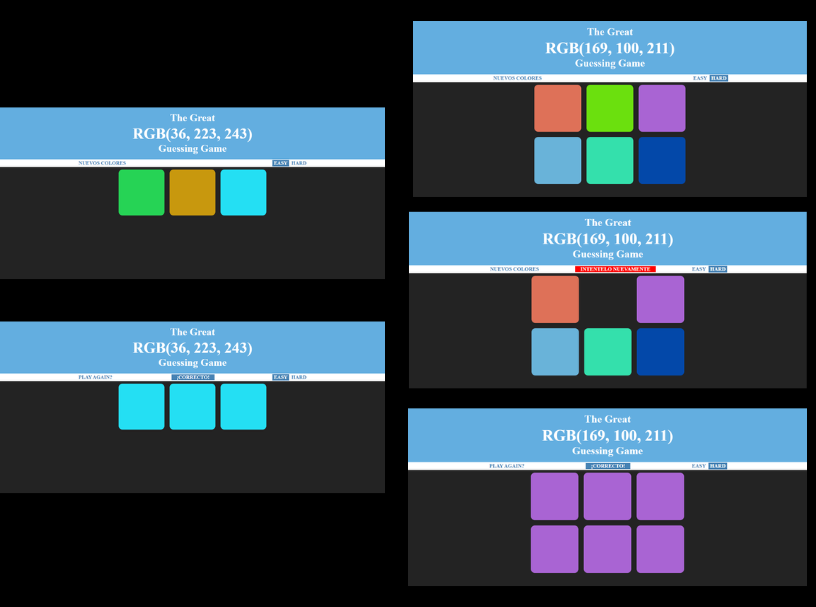 The Great
RGB(36, 223, 243)
Guessing Game
NUEVOS COLORES EASY HARD
The Great
RGB(36, 223, 243)
Guessing Game
PLAY AGAIN? ¡CORRECTO! EASY HARD
The Great
RGB(169, 100, 211)
Guessing Game
NUEVOS COLORES EASY HARD
The Great
RGB(169, 100, 211)
Guessing Game
NUEVOS COLORES INTENTELO NUEVAMENTE EASY HARD
The Great
RGB(169, 100, 211)
Guessing Game
PLAY AGAIN? ¡CORRECTO! EASY HARD